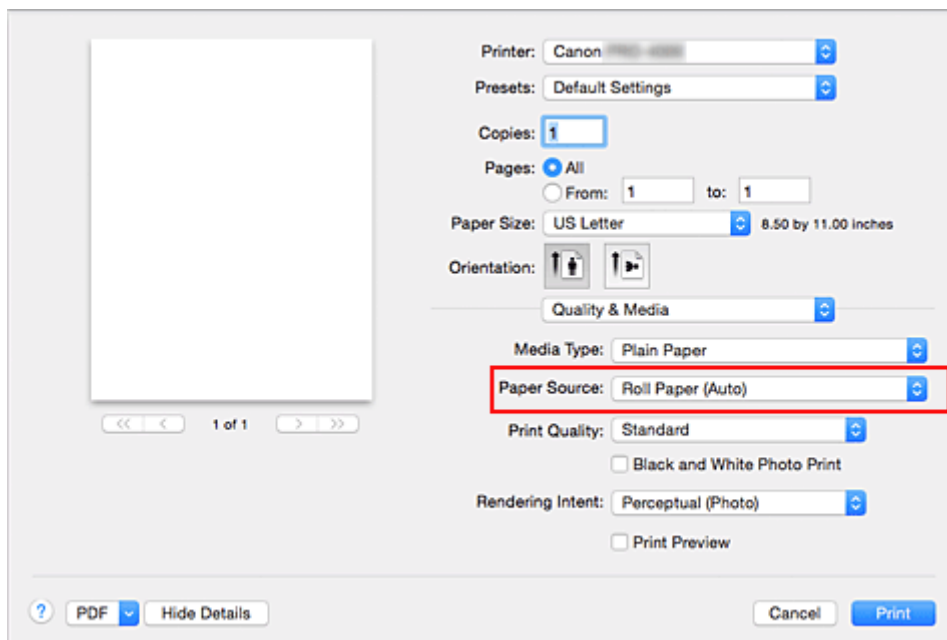 Printer: Canon
Presets: Default Settings
Copies: 1
Pages: All
From: 1 to: 1
Paper Size: US Letter 8.50 by 11.00 inches
Orientation:
Quality & Media
Media Type: Plain Paper
Paper Source: Roll Paper (Auto)
1 of 1
Print Quality: Standard
Black and White Photo Print
Rendering Intent: Perceptual (Photo)
Print Preview
? PDF Hide Details Cancel Print